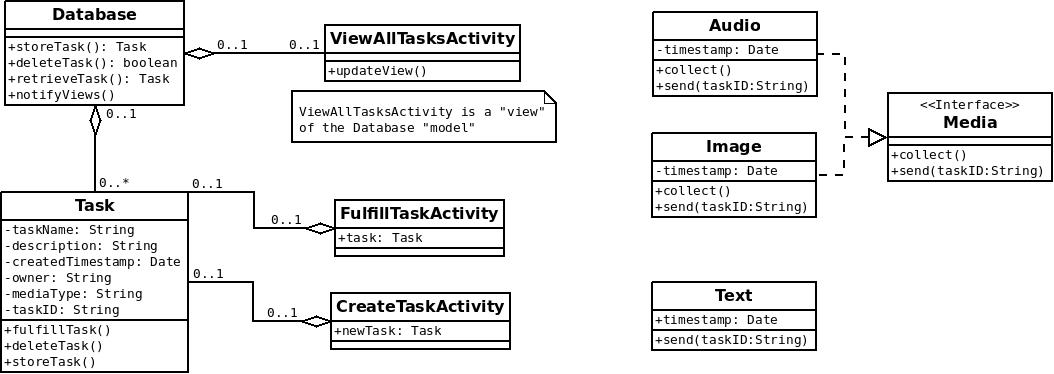 Database
+storeTask(): Task
+deleteTask(): boolean
+retrieveTask(): Task
+notifyViews()
0..1
0..1
ViewAllTasksActivity
+updateView()
ViewAllTasksActivity is a "view"
of the Database "model"
0..1
0..*
Task
-taskName: String
-description: String
-createdTimestamp: Date
-owner: String
-mediaType: String
-taskID: String
+fulfillTask()
+deleteTask()
+storeTask()
0..1
0..1
FulfillTaskActivity
+task: Task
0..1
0..1
CreateTaskActivity
+newTask: Task
Audio
-timestamp: Date
+collect()
+send(taskID:String)
<<Interface>>
Media
+collect()
+send(taskID:String)
Image
-timestamp: Date
+collect()
+send(taskID:String)
Text
+timestamp: Date
+send(taskID:String)